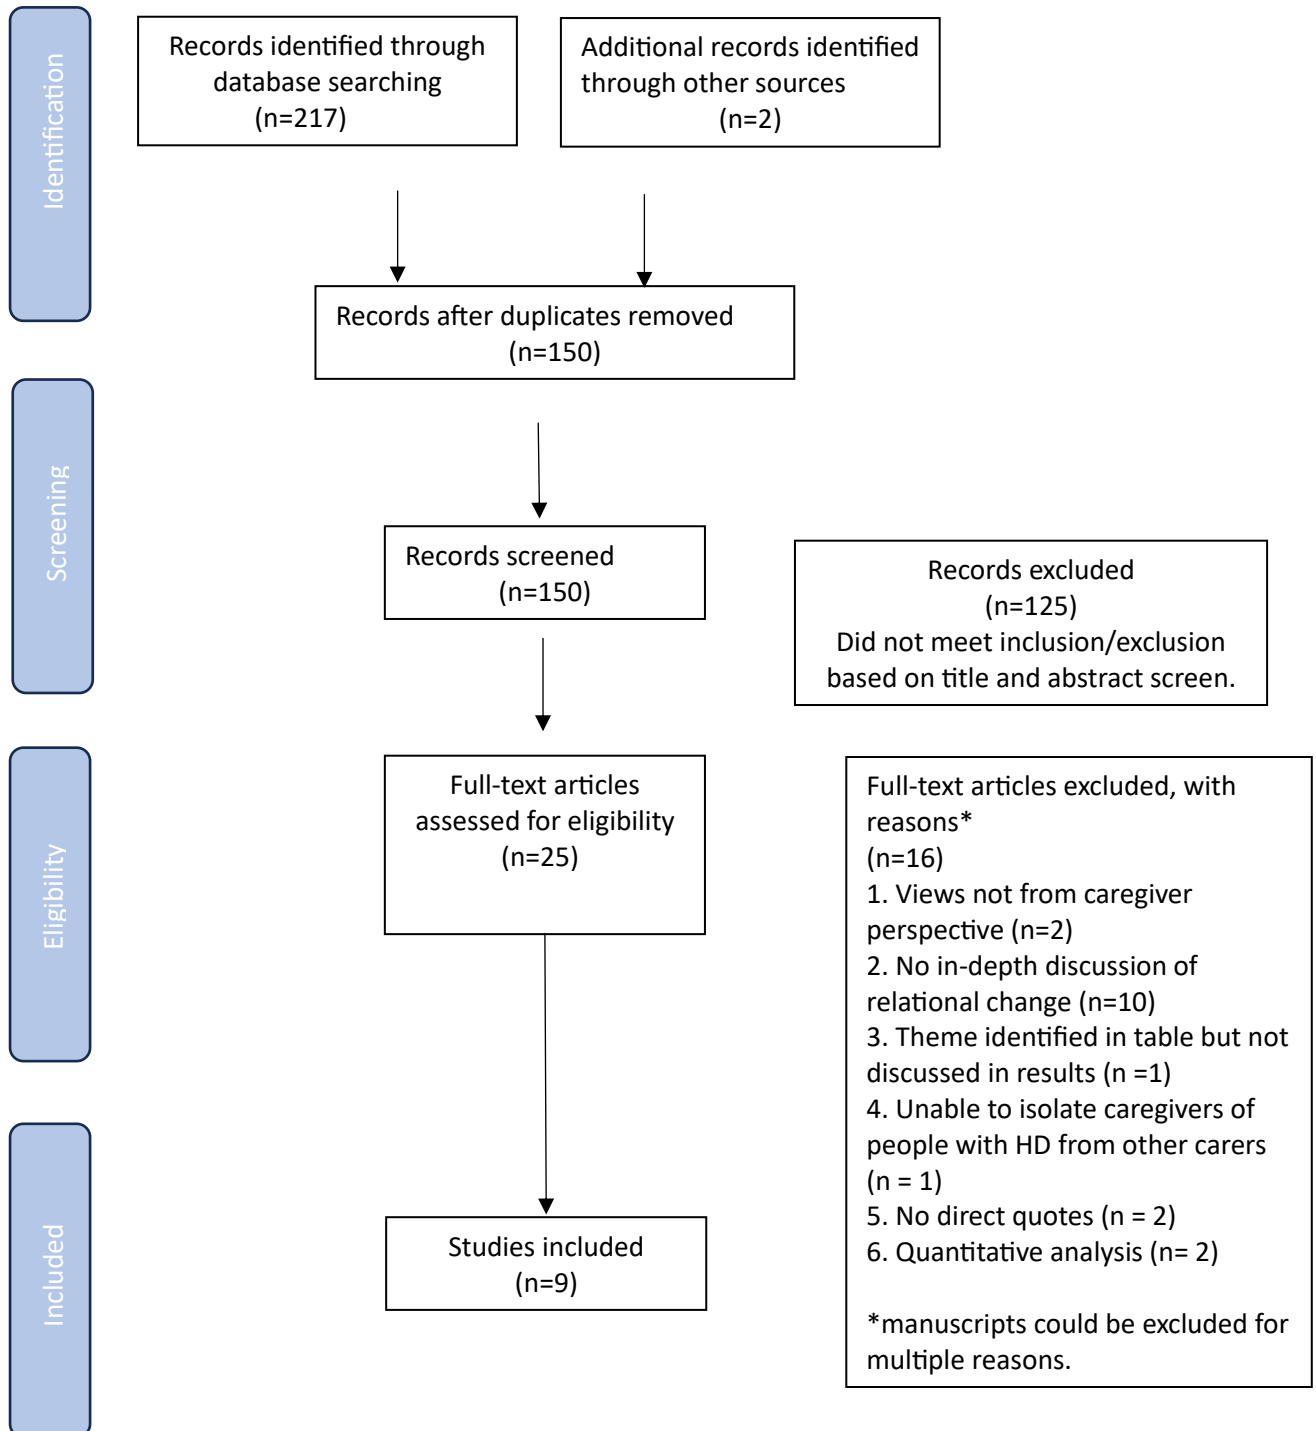 Identification
Records identified through
database searching
(n=217)
Additional records identified
through other sources
(n=2)
Records after duplicates removed
(n=150)
Screening
Records screened
(n=150)
Records excluded
(n=125)
Did not meet inclusion/exclusion
based on title and abstract screen.
Eligibility
Full-text articles
assessed for eligibility
(n=25)
Full-text articles excluded, with
reasons*
(n=16)
1. Views not from caregiver
perspective (n=2)
2. No in-depth discussion of
relational change (n=10)
3. Theme identified in table but not
discussed in results (n =1)
4. Unable to isolate caregivers of
people with HD from other carers
(n = 1)
5. No direct quotes (n = 2)
6. Quantitative analysis (n= 2)
*manuscripts could be excluded for
multiple reasons.
Included
Studies included
(n=9)